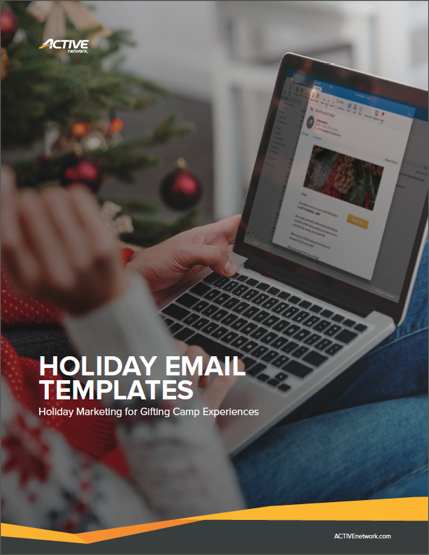 ACTIVE
network.
HOLIDAY EMAIL
TEMPLATES
Holiday Marketing for Gifting Camp Experiences
ACTIVEnetwork.com